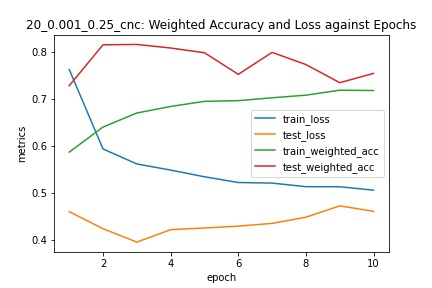 20_0.001_0.25_cnc: Weighted Accuracy and Loss against Epochs
0.8
0.7
0.6
0.5
0.4
metrics
train_loss
test_loss
train_weighted_acc
test_weighted_acc
2 4 6 8 10
epoch